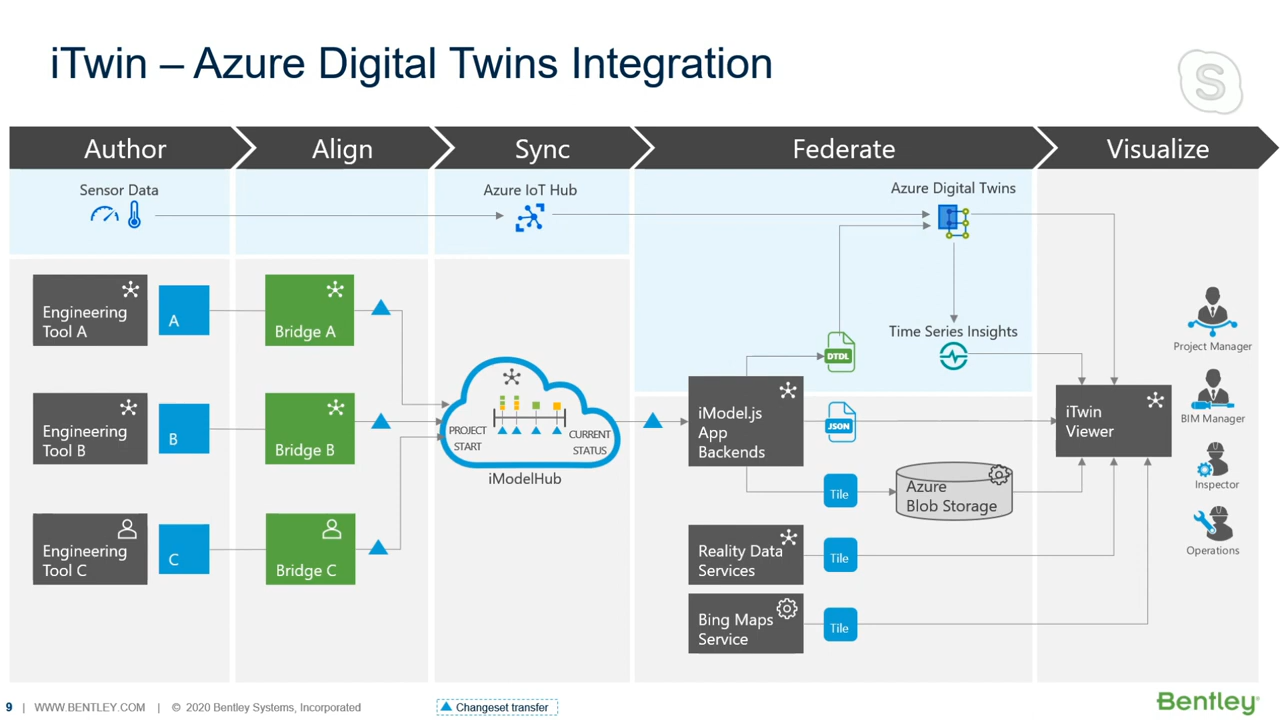 iTwin – Azure Digital Twins Integration
S
Author
Align
Sync
Federate
Visualize
Sensor Data
Azure IoT Hub
Azure Digital Twins
Engineering
Tool A
A
Bridge A
Time Series Insights
DTDL
Project Manager
Engineering
Tool B
B
Bridge B
PROJECT
START
CURRENT
STATUS
iModelHub
iModel.js
App
Backends
JSON
iTwin
Viewer
BIM Manager
Tile
Azure
Blob Storage
Inspector
Engineering
Tool C
C
Bridge C
Reality Data
Services
Tile
Operations
Bing Maps
Service
Tile
9 | WWW.BENTLEY.COM | © 2020 Bentley Systems, Incorporated
Changeset transfer
Bentley